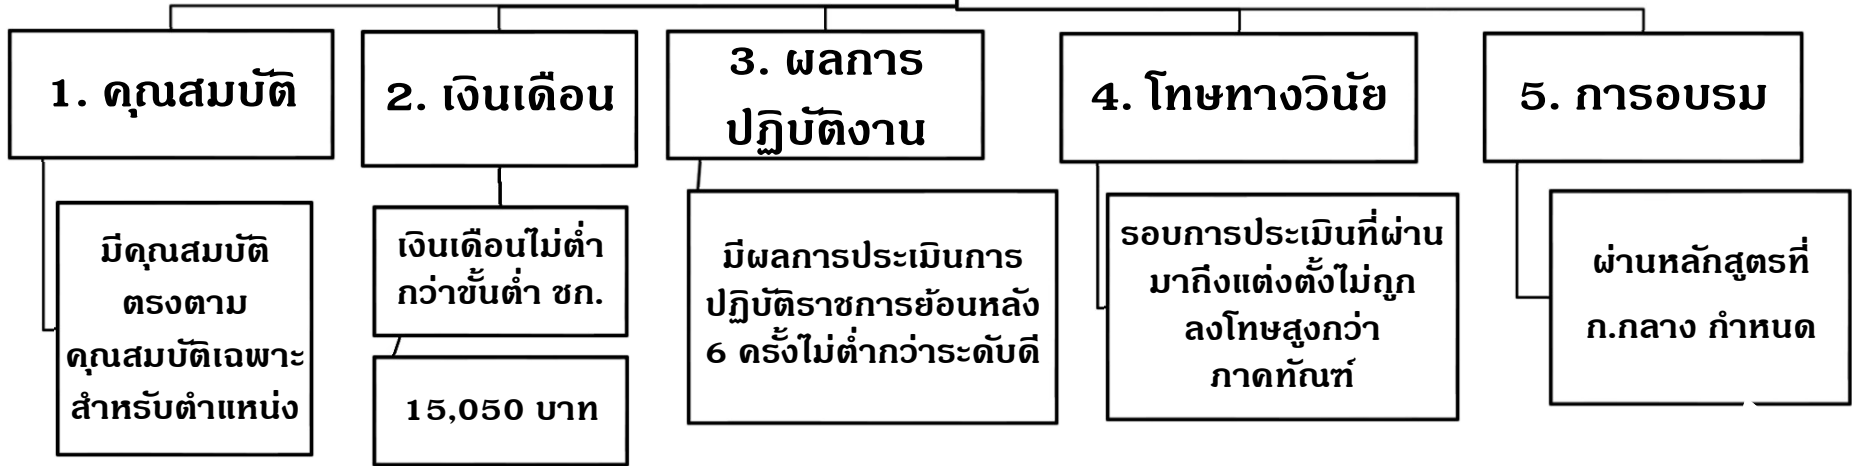 1. คุณสมบัติ
มีคุณสมบัติ
ตรงตาม
คุณสมบัติเฉพาะ
สำหรับตำแหน่ง
2. เงินเดือน
เงินเดือนไม่ต่ำ
กว่าขั้นต่ำ ชก.
15,050 บาท
3. ผลการ
ปฏิบัติงาน
มีผลการประเมินการ
ปฏิบัติราชการย้อนหลัง
6 ครั้งไม่ต่ำกว่าระดับดี
4. โทษทางวินัย
รอบการประเมินที่ผ่าน
มาถึงแต่งตั้งไม่ถูก
ลงโทษสูงกว่า
ภาคทัณฑ์
5. การอบรม
ผ่านหลักสูตรที่
ก.กลาง กำหนด